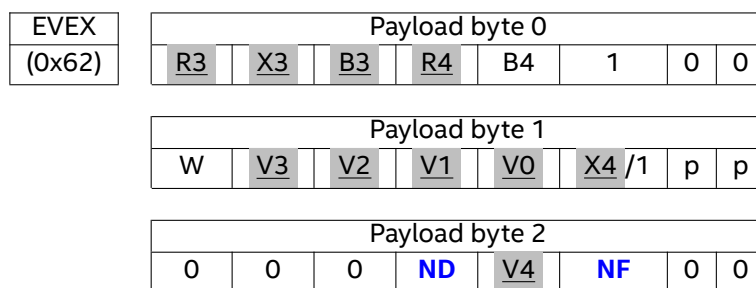 EVEX Payload byte 0
(0x62) R3 X3 B3 R4 B4 1 0 0
Payload byte 1
W V3 V2 V1 V0 X4/1 p p
Payload byte 2
0 0 0 ND V4 NF 0 0